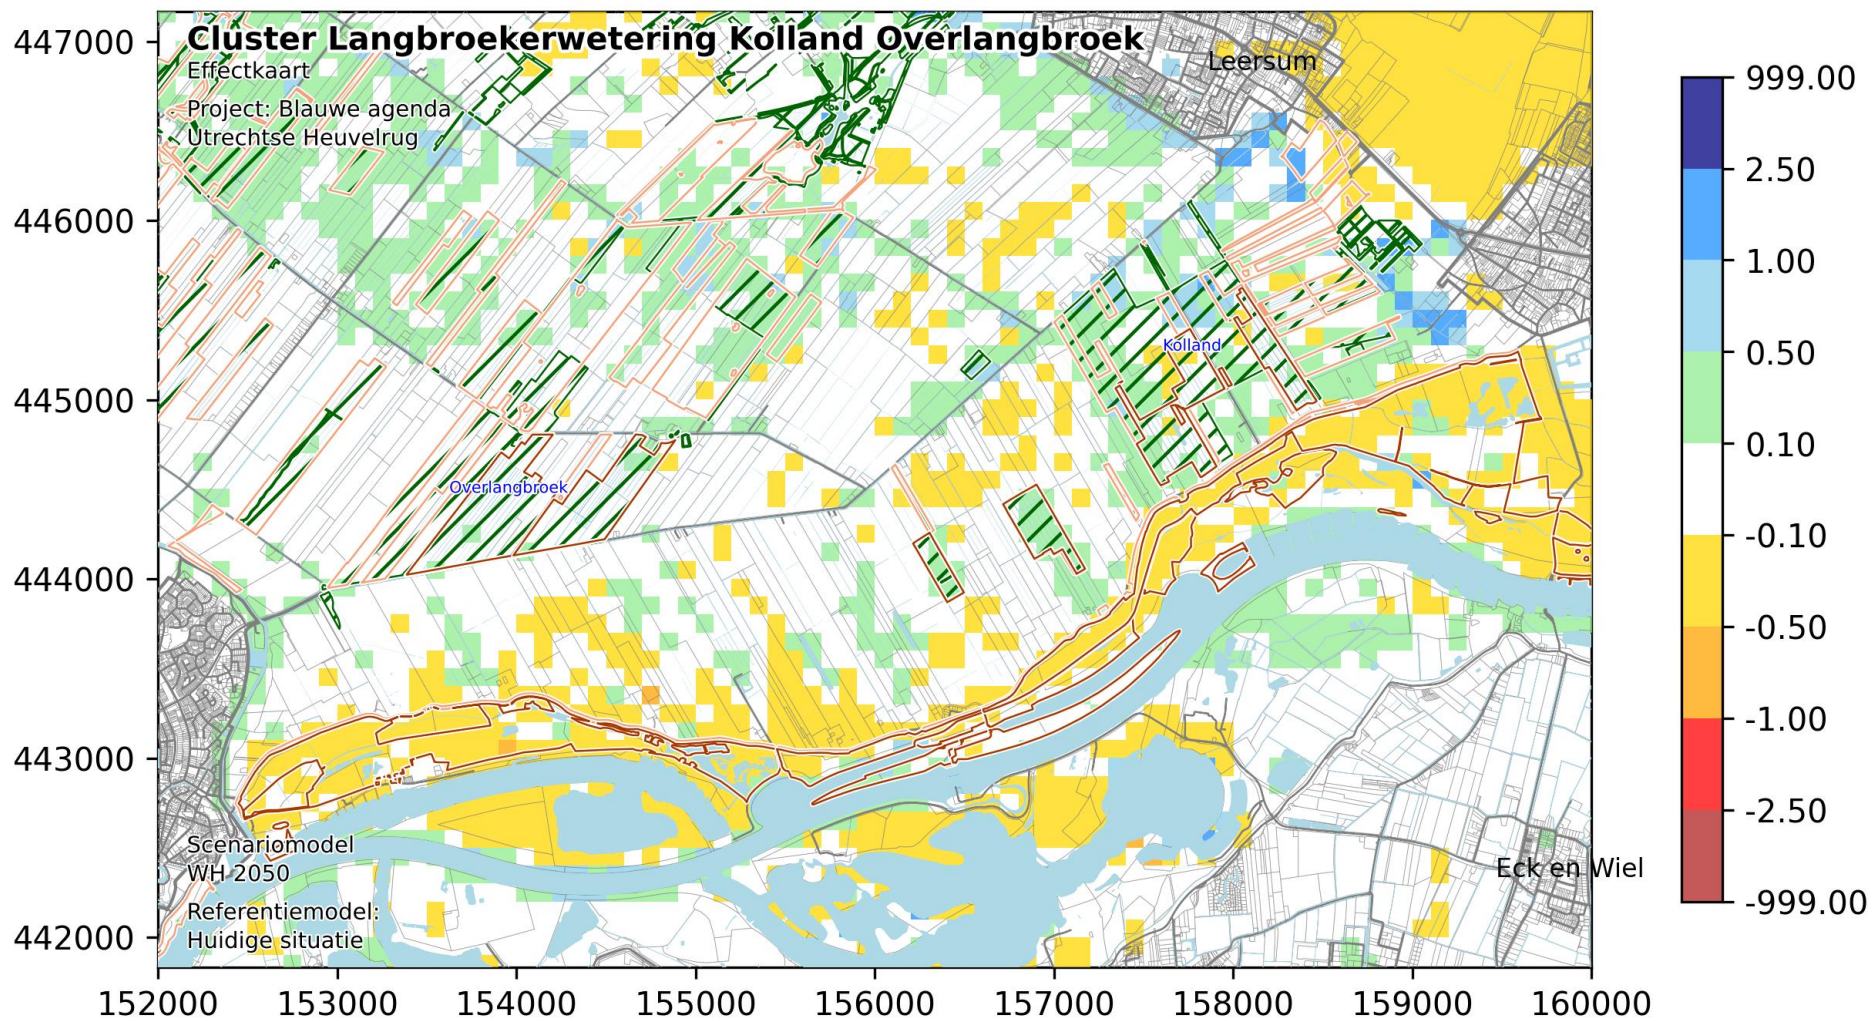 Cluster Langbroekerwetering Kolland Overlangbroek
Effectkaart
Project: Blauwe agenda
Utrechtse Heuvelrug
Leersum
Kolland
Overlangbroek
Scenariomodel
WH 2050
Eck en Wiel
Referentiemodel:
Huidige situatie
447000
446000
445000
444000
443000
442000
152000
153000
154000
155000
156000
157000
158000
159000
160000
999.00
2.50
1.00
0.50
0.10
-0.10
-0.50
-1.00
-2.50
-999.00